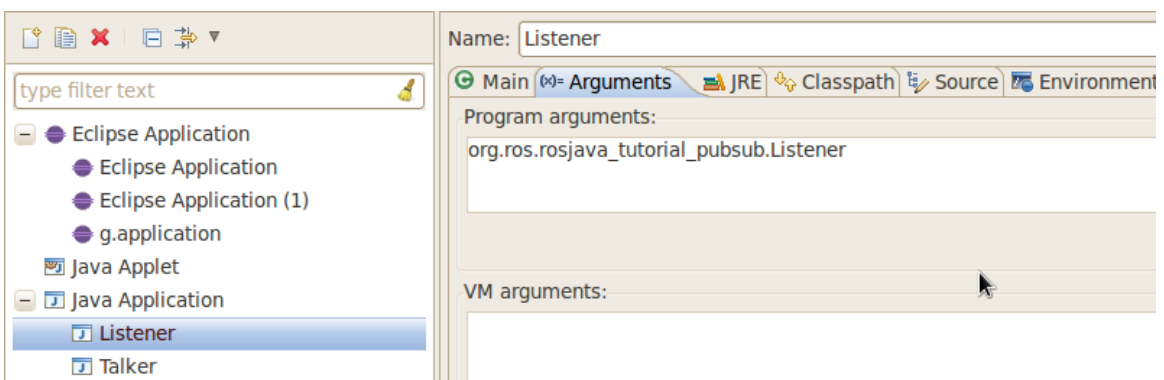 Name: Listener
type filter text
Main (x)= Arguments JRE Classpath Source Environment
Program arguments:
org.ros.rosjava_tutorial_pubsub.Listener
Eclipse Application
Eclipse Application
Eclipse Application (1)
g.application
Java Applet
Java Application
Listener
Talker
VM arguments: